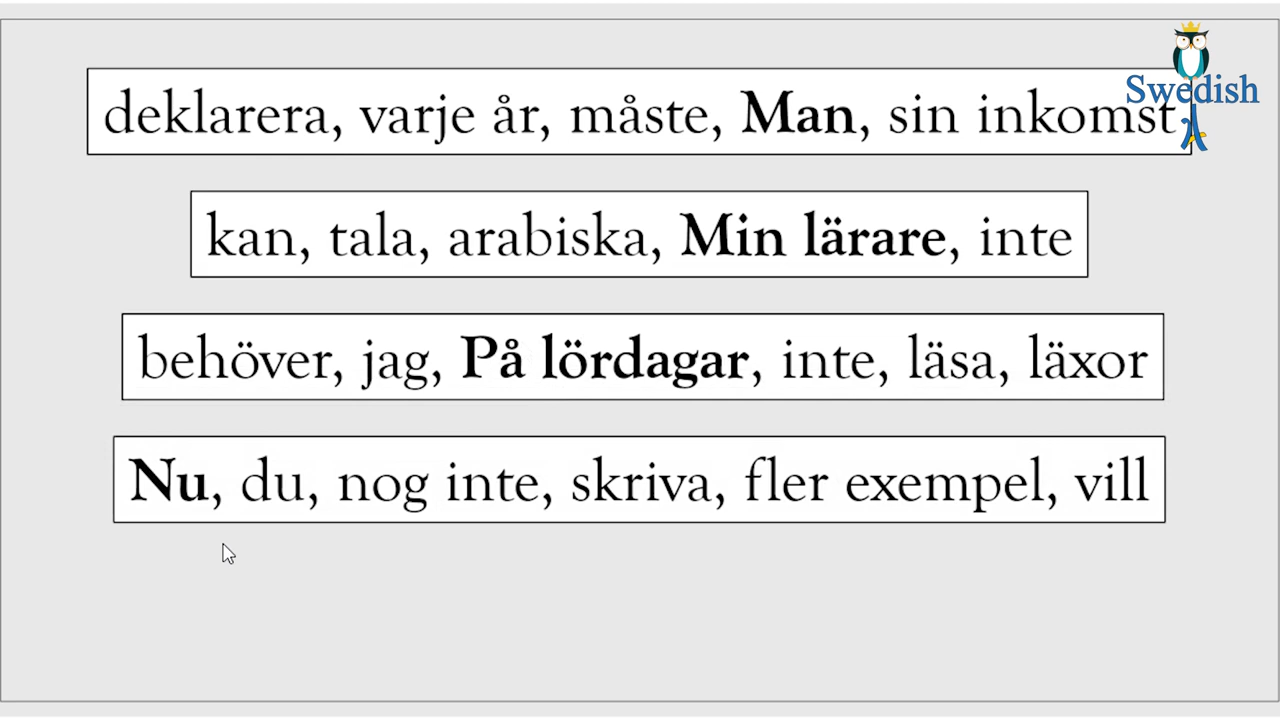 Swedish
deklarera, varje år, måste, Man, sin inkomst
kan, tala, arabiska, Min lärare, inte
behöver, jag, På lördagar, inte, läsa, läxor
Nu, du, nog inte, skriva, fler exempel, vill